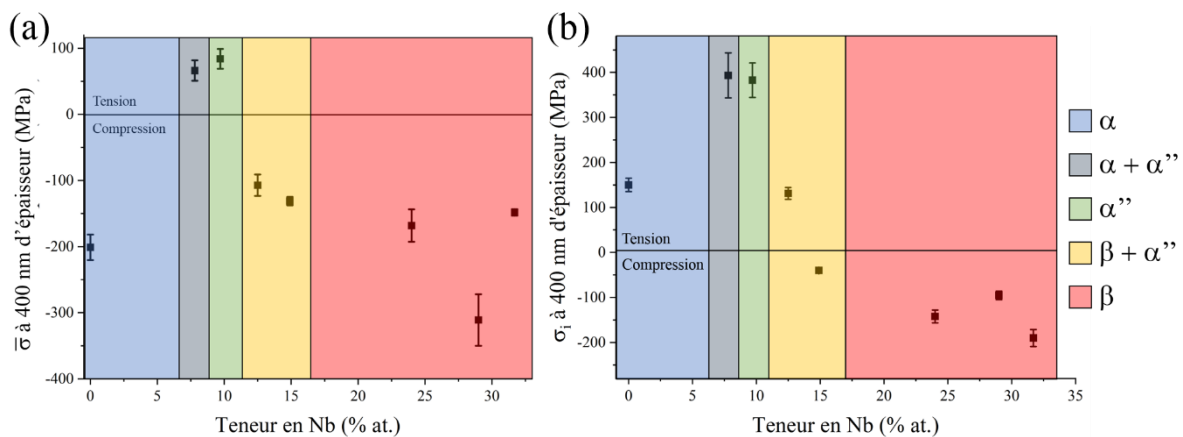 (a)
σ̅ à 400 nm d’épaisseur (MPa)
100
0
-100
-200
-300
-400
Tension
Compression
0 5 10 15 20 25 30
Teneur en Nb (% at.)
(b)
σi à 400 nm d'épaisseur (MPa)
400
300
200
100
0
-100
-200
Tension
Compression
0 5 10 15 20 25 30 35
Teneur en Nb (% at.)
α
α + α’’
α’’
β + α’’
β